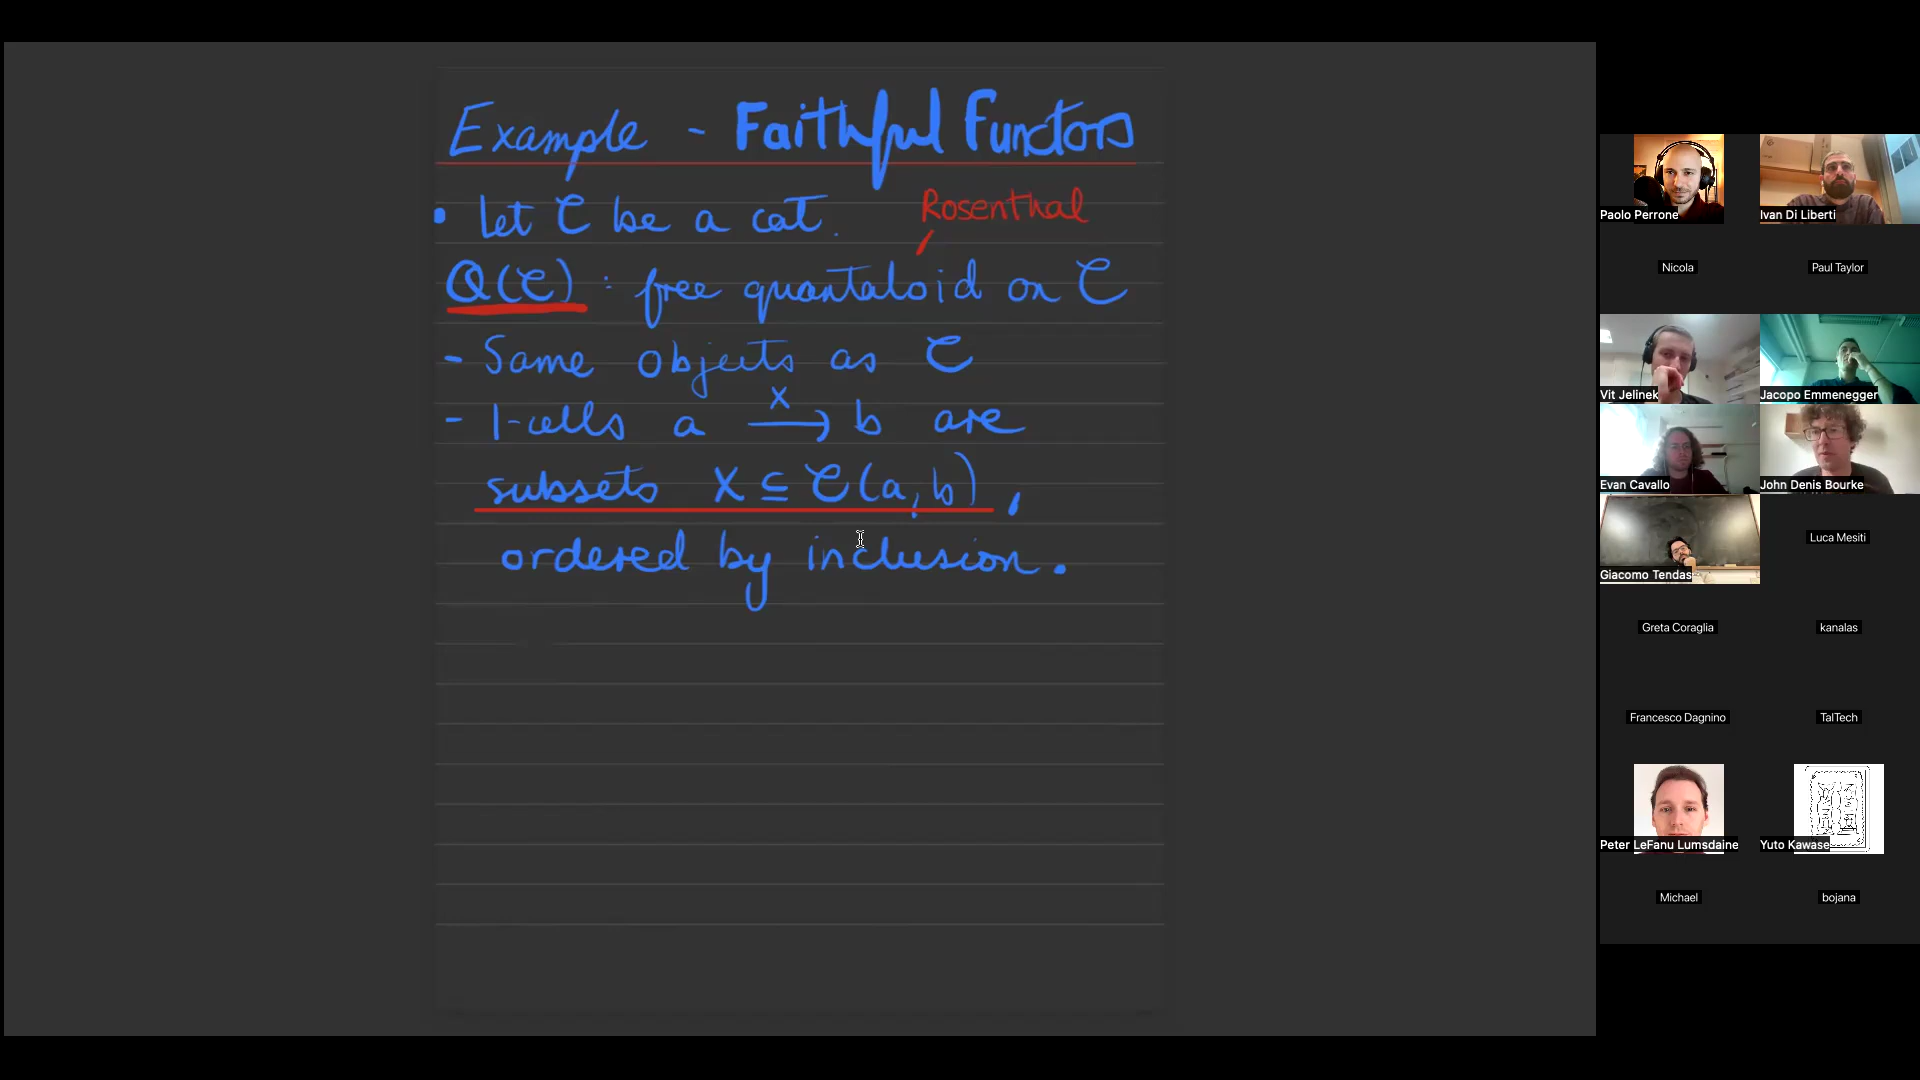 Example - Faithful Functors
• Let C be a cat.
Rosenthal
Q(C) : free quantaloid on C
- Same objects as C
X
- 1-cells a → b are
subsets X ⊆ C(a,b),
ordered by inclusion.
Paolo Perrone
Ivan Di Liberti
Nicola
Paul Taylor
Vit Jelinek
Jacopo Emmenegger
Evan Cavallo
John Denis Bourke
Giacomo Tendas
Luca Mesiti
Greta Coraglia
kanalas
Francesco Dagnino
TalTech
Peter LeFanu Lumsdaine
Yuto Kawase
Michael
bojana